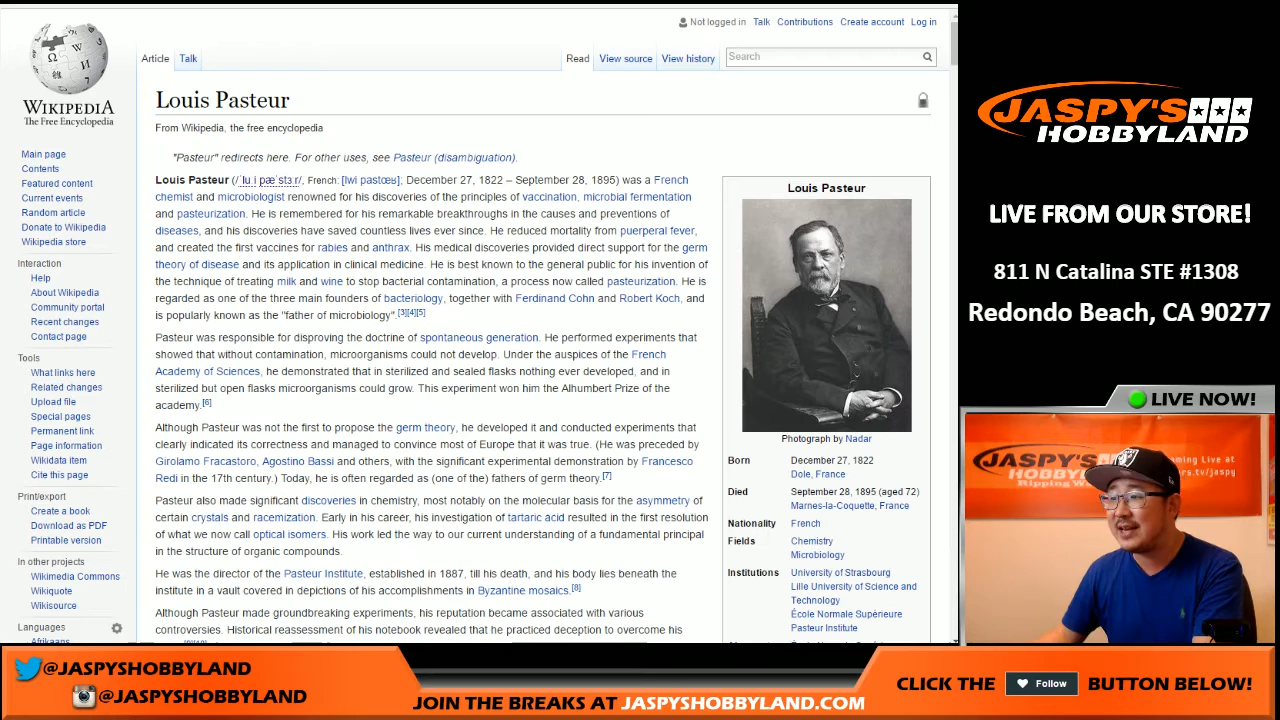 Not logged in Talk Contributions Create account Log in
Article Talk Read View source View history Search
WIKIPEDIA
The Free Encyclopedia
Main page
Contents
Featured content
Current events
Random article
Donate to Wikipedia
Wikipedia store
Interaction
Help
About Wikipedia
Community portal
Recent changes
Contact page
Tools
What links here
Related changes
Upload file
Special pages
Permanent link
Page information
Wikidata item
Cite this page
Print/export
Create a book
Download as PDF
Printable version
In other projects
Wikimedia Commons
Wikiquote
Wikisource
Languages
Afrikaans
Louis Pasteur
From Wikipedia, the free encyclopedia
"Pasteur" redirects here. For other uses, see Pasteur (disambiguation).
Louis Pasteur (/ˈlu i pæˈstɜːr/, French: [lwi pastœʁ]; December 27, 1822 – September 28, 1895) was a French
chemist and microbiologist renowned for his discoveries of the principles of vaccination, microbial fermentation
and pasteurization. He is remembered for his remarkable breakthroughs in the causes and preventions of
diseases, and his discoveries have saved countless lives ever since. He reduced mortality from puerperal fever,
and created the first vaccines for rabies and anthrax. His medical discoveries provided direct support for the germ
theory of disease and its application in clinical medicine. He is best known to the general public for his invention of
the technique of treating milk and wine to stop bacterial contamination, a process now called pasteurization. He is
regarded as one of the three main founders of bacteriology, together with Ferdinand Cohn and Robert Koch, and
is popularly known as the "father of microbiology".[3][4][5]
Pasteur was responsible for disproving the doctrine of spontaneous generation. He performed experiments that
showed that without contamination, microorganisms could not develop. Under the auspices of the French
Academy of Sciences, he demonstrated that in sterilized and sealed flasks nothing ever developed, and in
sterilized but open flasks microorganisms could grow. This experiment won him the Alhumbert Prize of the
academy.[6]
Although Pasteur was not the first to propose the germ theory, he developed it and conducted experiments that
clearly indicated its correctness and managed to convince most of Europe that it was true. (He was preceded by
Girolamo Fracastoro, Agostino Bassi and others, with the significant experimental demonstration by Francesco
Redi in the 17th century.) Today, he is often regarded as (one of the) fathers of germ theory.[7]
Pasteur also made significant discoveries in chemistry, most notably on the molecular basis for the asymmetry of
certain crystals and racemization. Early in his career, his investigation of tartaric acid resulted in the first resolution
of what we now call optical isomers. His work led the way to our current understanding of a fundamental principal
in the structure of organic compounds.
He was the director of the Pasteur Institute, established in 1887, till his death, and his body lies beneath the
institute in a vault covered in depictions of his accomplishments in Byzantine mosaics.[8]
Although Pasteur made groundbreaking experiments, his reputation became associated with various
controversies. Historical reassessment of his notebook revealed that he practiced deception to overcome his
Louis Pasteur
Photograph by Nadar
Born December 27, 1822
Dole, France
Died September 28, 1895 (aged 72)
Marnes-la-Coquette, France
Nationality French
Fields Chemistry
Microbiology
Institutions University of Strasbourg
Lille University of Science and
Technology
École Normale Supérieure
Pasteur Institute
JASPY'S
HOBBYLAND
LIVE FROM OUR STORE!
811 N Catalina STE #1308
Redondo Beach, CA 90277
LIVE NOW!
JASPY'S
@JASPYSHOBBYLAND
@JASPYSHOBBYLAND
JOIN THE BREAKS AT JASPYSHOBBYLAND.COM
CLICK THE Follow BUTTON BELOW!